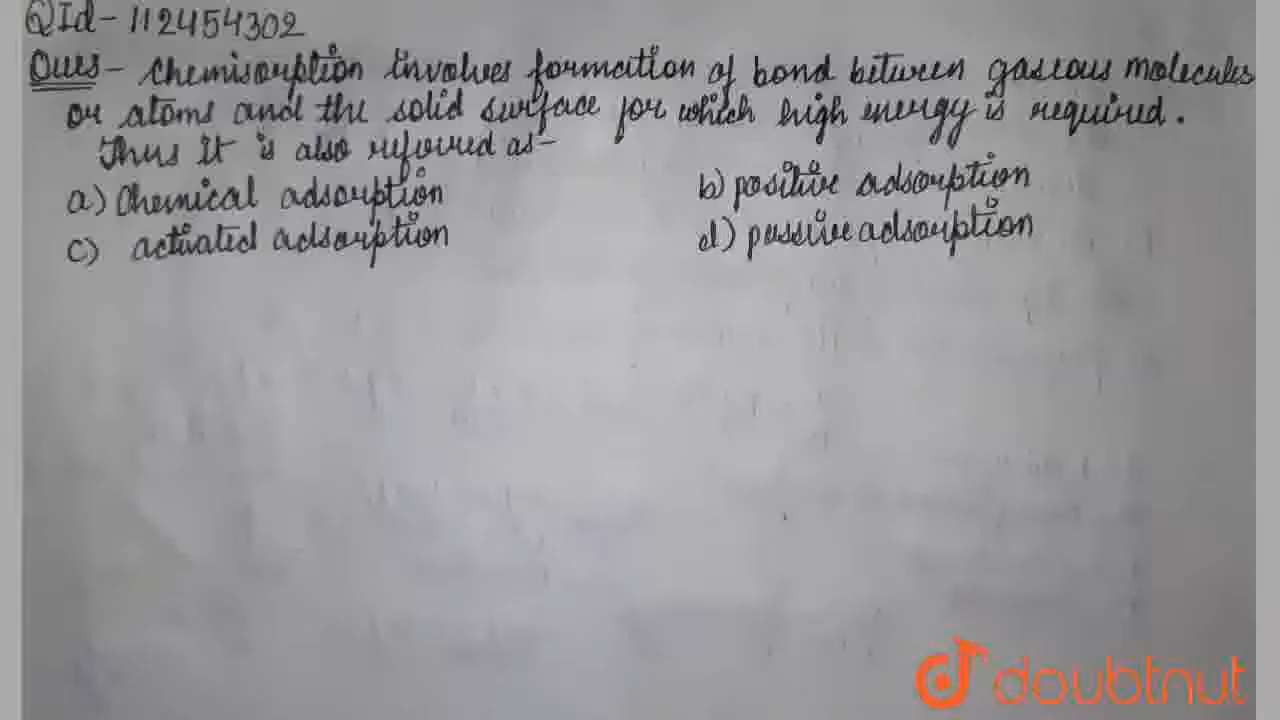 QId - 112454302
Ques - Chemisorption involves formation of bond between gaseous molecules
or atoms and the solid surface for which high energy is required.
Thus It is also referred as -
a) Chemical adsorption b) positive adsorption
c) activated adsorption d) passive adsorption
doubtnut